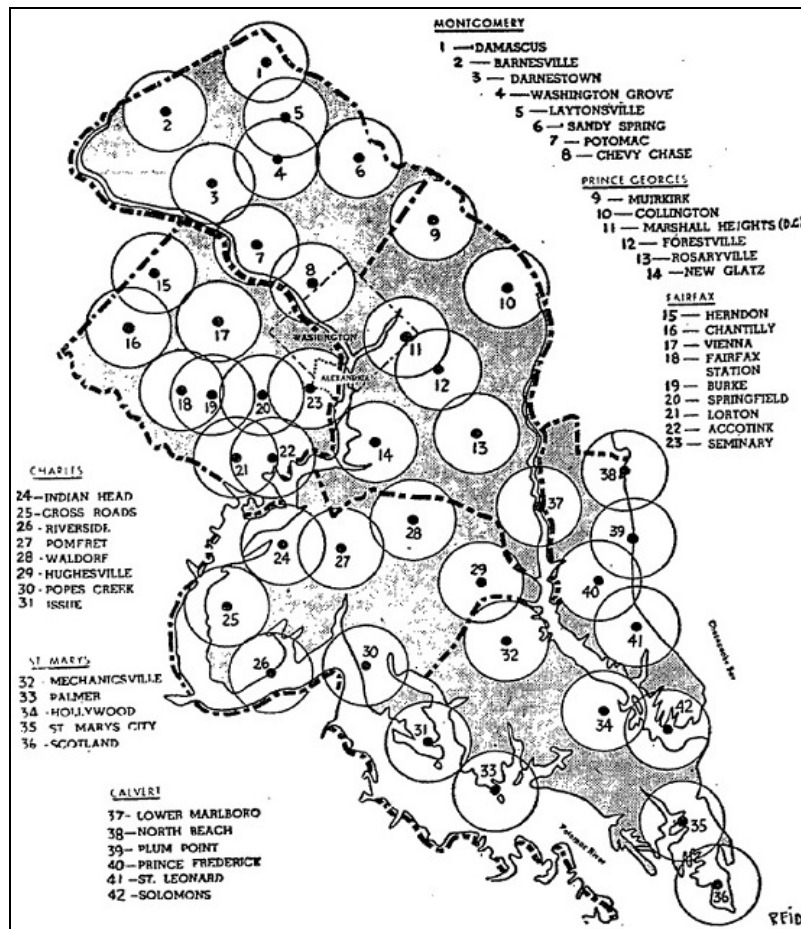 MONTGOMERY
1 — DAMASCUS
2 — BARNESVILLE
3 — DARNESTOWN
4 — WASHINGTON GROVE
5 — LAYTONSVILLE
6 — SANDY SPRING
7 — POTOMAC
8 — CHEVY CHASE
PRINCE GEORGES
9 — MUIRKIRK
10 — COLLINGTON
11 — MARSHALL HEIGHTS
12 — FORESTVILLE
13 — ROSARYVILLE
14 — NEW GLATZ
FAIRFAX
15 — HERNDON
16 — CHANTILLY
17 — VIENNA
18 — FAIRFAX
STATION
19 — BURKE
20 — SPRINGFIELD
21 — LORTON
22 — ACCOTINK
23 — SEMINARY
CHARLES
24 — INDIAN HEAD
25 — CROSS ROADS
26 - RIVERSIDE
27 POMFRET
28 - WALDORF
29 - HUGHESVILLE
30 - POPES CREEK
31 ISSUE
ST MARYS
32 - MECHANICSVILLE
33 PALMER
34 - HOLLYWOOD
35 ST MARYS CITY
36 - SCOTLAND
CALVERT
37 - LOWER MARLBORO
38 — NORTH BEACH
39 — PLUM POINT
40 — PRINCE FREDERICK
41 — ST. LEONARD
42 — SOLOMONS
1
2
5
4
6
3
9
7
8
15
10
16
17
WASHINGTON
11
12
ALEXANDRIA
18
19
20
23
13
14
21
22
38
37
28
39
24
27
29
40
25
41
32
30
26
34
42
31
33
35
36
Chesapeake Bay
Potomac River
REID